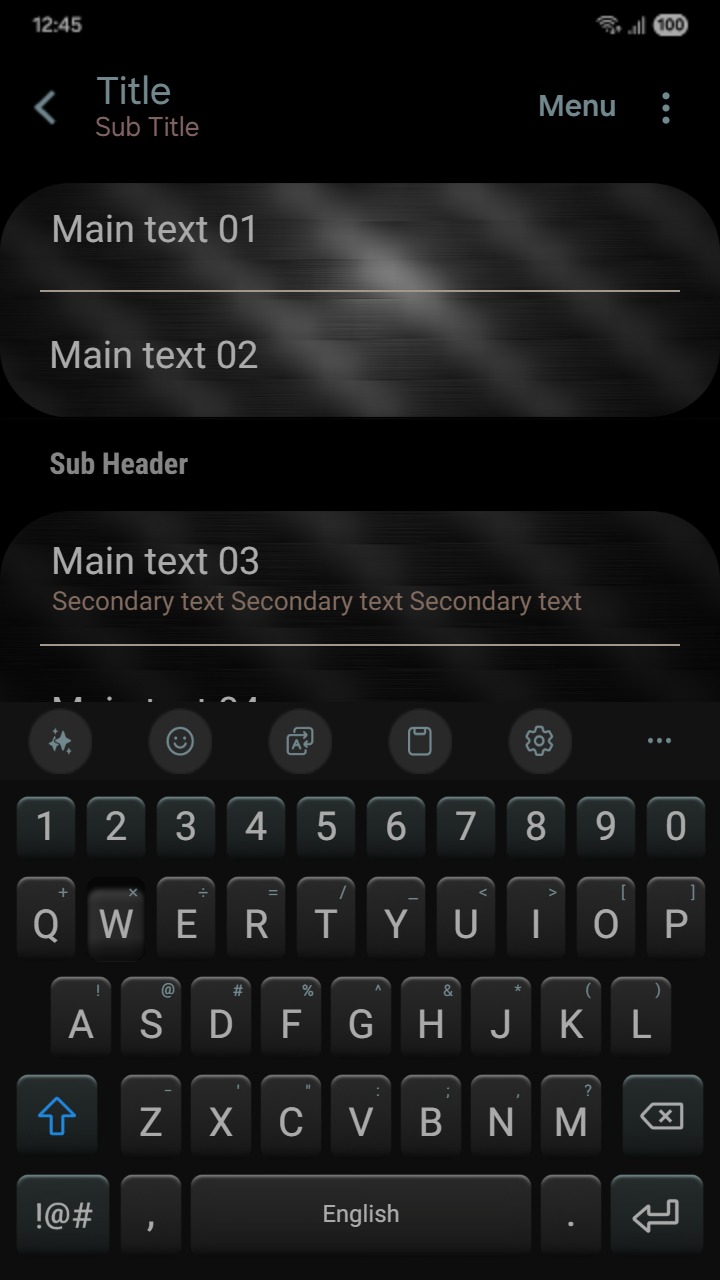 12:45
100
Title
Sub Title
Menu
Main text 01
Main text 02
Sub Header
Main text 03
Secondary text Secondary text Secondary text
1 2 3 4 5 6 7 8 9 0
+ × ÷ = / _ < > [ ]
Q W E R T Y U I O P
! @ # % ^ & * ( )
A S D F G H J K L
- ' " : ; , ?
Z X C V B N M
!@# , English .